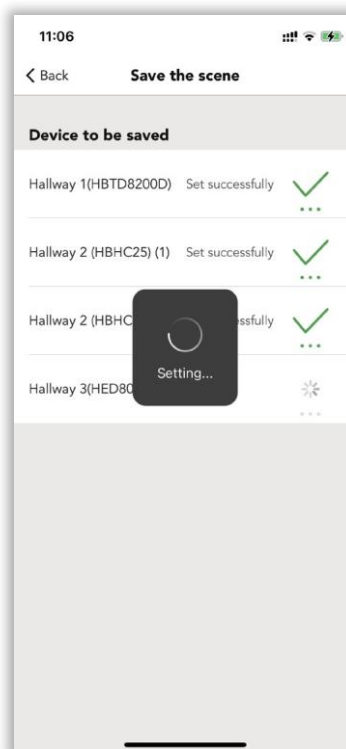 11:06
Back
Save the scene
Device to be saved
Hallway 1(HBTD8200D) Set successfully
Hallway 2 (HBHC25) (1) Set successfully
Hallway 2 (HBHC
Setting...
Hallway 3(HED80